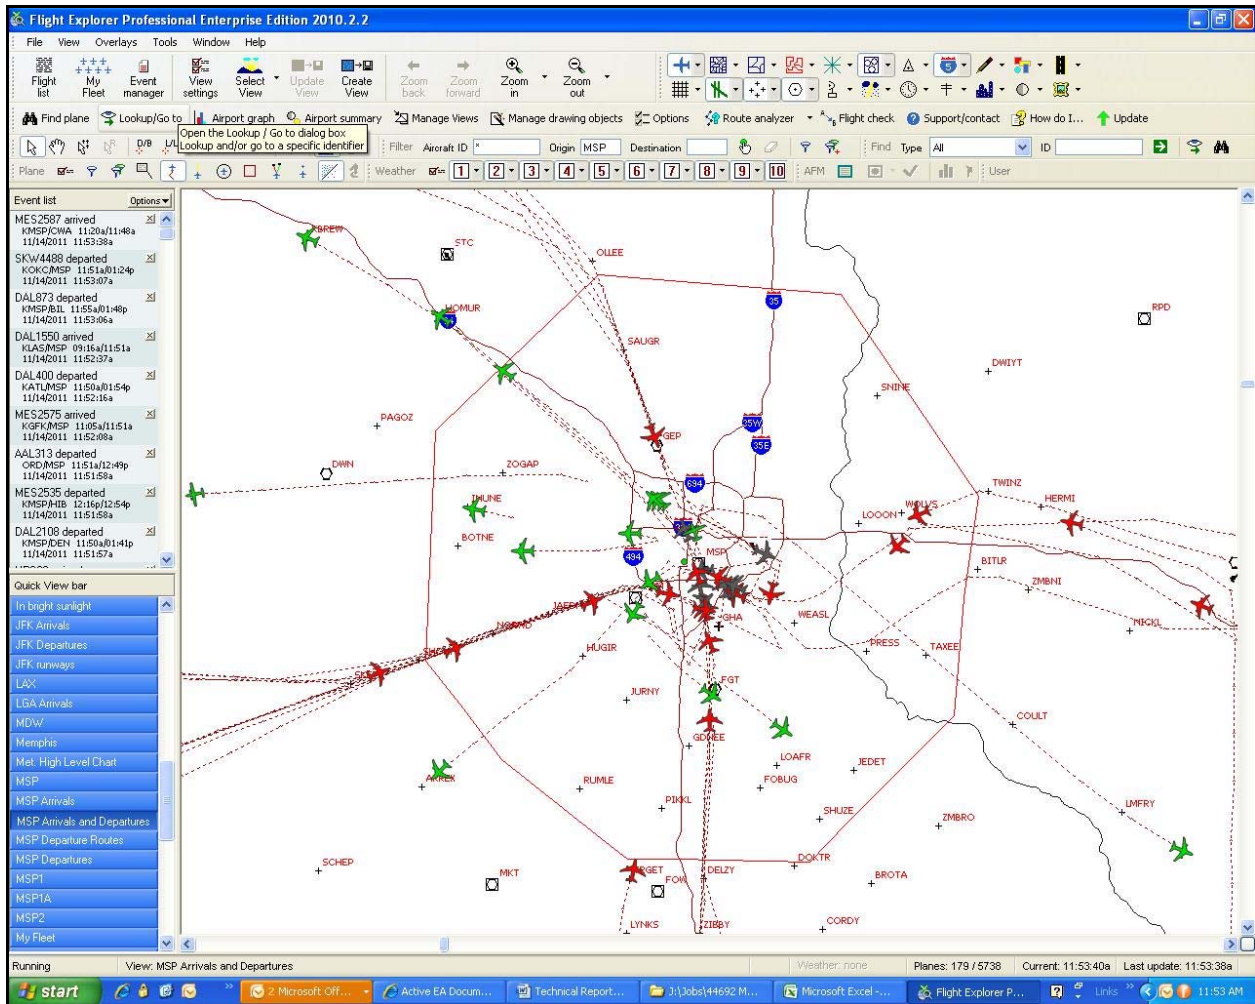 Flight Explorer Professional Enterprise Edition 2010.2.2
File View Overlays Tools Window Help
Flight list
My Fleet
Event manager
View settings
Select View
Update View
Create View
Zoom back
Zoom forward
Zoom in
Zoom out
5
Find plane Lookup/Go to Airport graph Airport summary Manage Views Manage drawing objects Options Route analyzer Flight check Support/contact How do I... Update
Open the Lookup / Go to dialog box
Lookup and/or go to a specific identifier
D/B Filter Aircraft ID * Origin MSP Destination Find Type All ID
Plane Weather 1 2 3 4 5 6 7 8 9 10 AFM User
Event list Options
MES2587 arrived
KMSP/CWA 11:20a/11:48a
11/14/2011 11:53:38a
SKW4488 departed
KOKC/MSP 11:51a/01:24p
11/14/2011 11:53:07a
DAL873 departed
KMSP/BIL 11:55a/01:48p
11/14/2011 11:53:06a
DAL1550 arrived
KLAS/MSP 09:16a/11:51a
11/14/2011 11:52:37a
DAL400 departed
KATL/MSP 11:50a/01:54p
11/14/2011 11:52:16a
MES2575 arrived
KGFK/MSP 11:05a/11:51a
11/14/2011 11:52:08a
AAL313 departed
ORD/MSP 11:51a/12:49p
11/14/2011 11:51:58a
MES2535 departed
KMSP/HIB 12:16p/12:54p
11/14/2011 11:51:58a
DAL2108 departed
KMSP/DEN 11:50a/01:41p
11/14/2011 11:51:57a
Quick View bar
In bright sunlight
JFK Arrivals
JFK Departures
JFK runways
LAX
LGA Arrivals
MDW
Memphis
Met. High Level Chart
MSP
MSP Arrivals
MSP Arrivals and Departures
MSP Departure Routes
MSP Departures
MSP1
MSP1A
MSP2
My Fleet
KBREW
STC
OLLEE
35
RPD
HOMUR
SAUGR
DWIYT
SNINE
PAGOZ
35W
GEP
35E
DWN
ZOGAP
694
TWINZ
HERMI
WOLVS
LOOON
BOTNE
494
MSP
BITLR
ZMBNI
WEASL
GHA
NICKL
HUGIR
PRESS
TAXEE
FGT
JURNY
COULT
GDNEE
LOAFR
JEDET
RUMLE
FOBUG
PIKKL
SHUZE
LMFRY
ZMBRO
SCHEP
MKT
FOW
DELZY
DOKTR
BROTA
LYNKS
ZIBBY
CORDY
Running View: MSP Arrivals and Departures Weather: none Planes: 179 / 5738 Current: 11:53:40a Last update: 11:53:38a
start 2 Microsoft Off... Active EA Docum... Technical Report... J:\Jobs\44692 M... Microsoft Excel -... Flight Explorer P... Links 11:53 AM